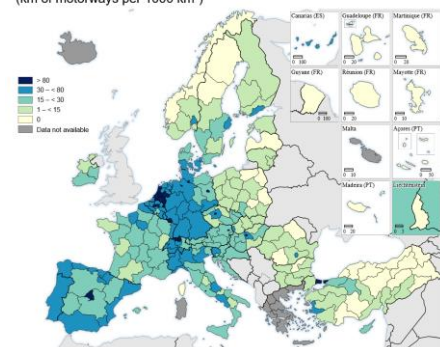 (km of motorways per 1000 km²)
> 80
30 – < 80
15 – < 30
1 – < 15
0
Data not available
Canarias (ES)
Guadeloupe (FR)
Martinique (FR)
Guyane (FR)
Réunion (FR)
Mayotte (FR)
Malta
Açores (PT)
Madeira (PT)
Liechtenstein